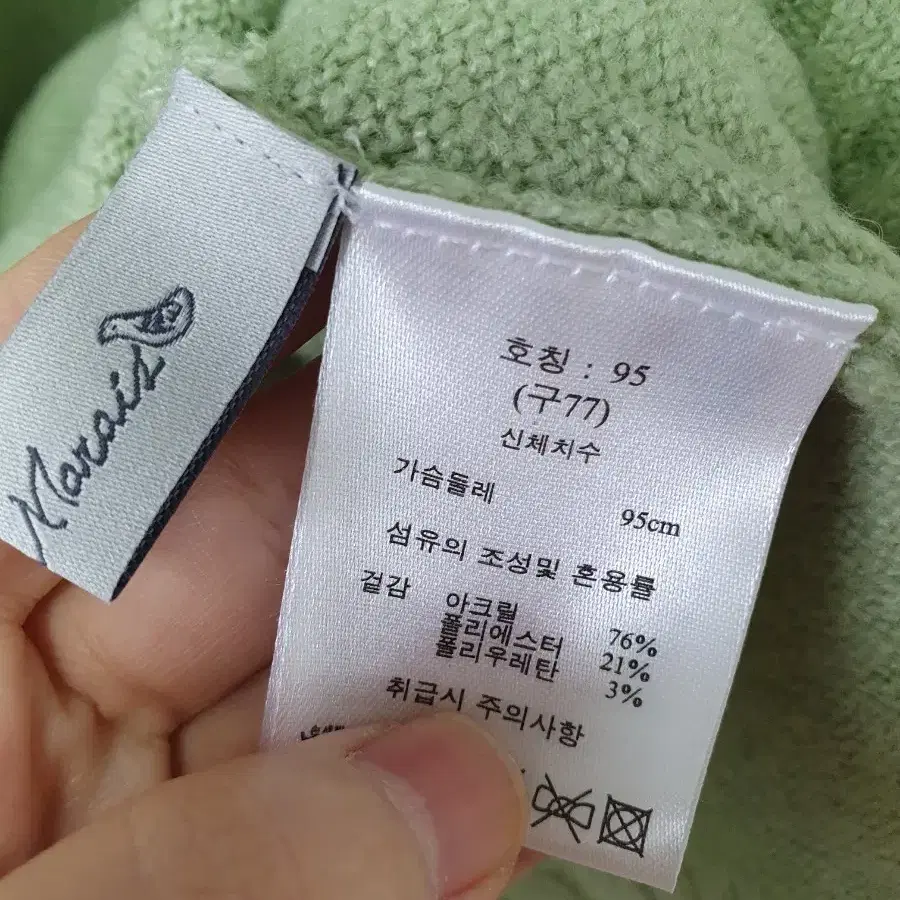 Marais
호칭 : 95
(구77)
신체치수
가슴둘레 95cm
섬유의 조성및 혼용률
겉감 아크릴 76%
폴리에스터 21%
폴리우레탄 3%
취급시 주의사항